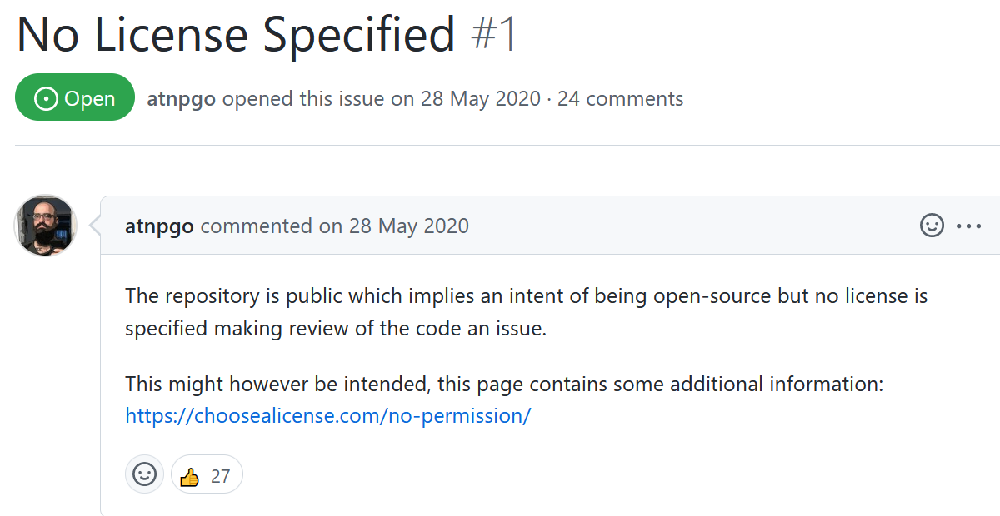 No License Specified #1
Open atnpgo opened this issue on 28 May 2020 · 24 comments
atnpgo commented on 28 May 2020
The repository is public which implies an intent of being open-source but no license is
specified making review of the code an issue.
This might however be intended, this page contains some additional information:
https://choosealicense.com/no-permission/
27